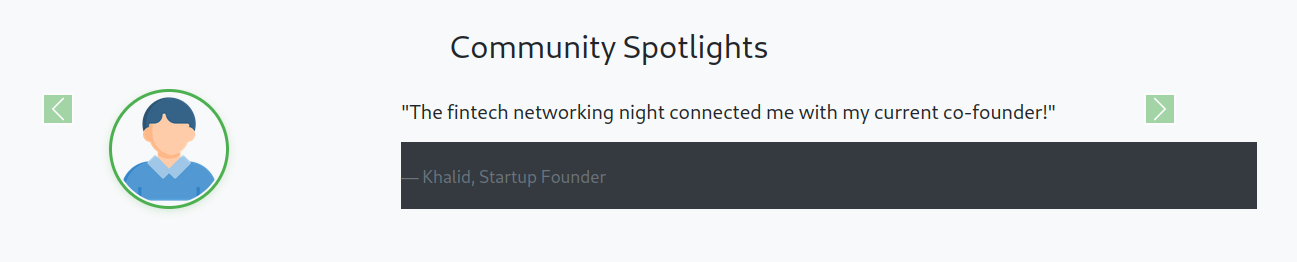 Community Spotlights
"The fintech networking night connected me with my current co-founder!"
— Khalid, Startup Founder